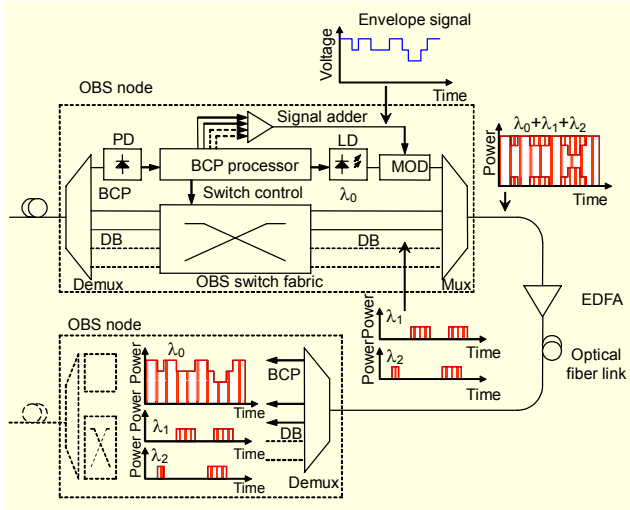 Envelope signal
Voltage
Time
OBS node
Signal adder
PD
LD
BCP processor
MOD
BCP
Switch control
λ0
DB
DB
OBS switch fabric
Demux
Mux
λ0+λ1+λ2
Power
Time
EDFA
Optical
fiber link
Power
λ1
Time
Power
λ2
Time
OBS node
Power
λ0
Time
BCP
Power
λ1
Time
DB
Power
λ2
Time
Demux